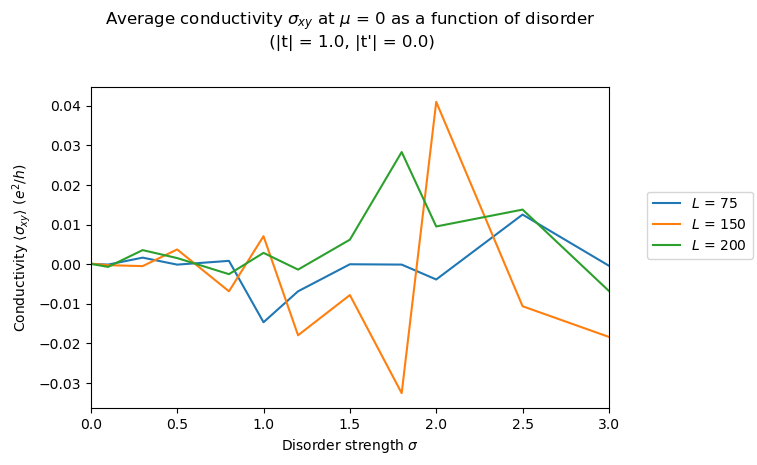 Average conductivity σxy at μ = 0 as a function of disorder
(|t| = 1.0, |t'| = 0.0)
0.04
0.03
0.02
0.01
0.00
−0.01
−0.02
−0.03
Conductivity ⟨σxy⟩ (e²/h)
0.0 0.5 1.0 1.5 2.0 2.5 3.0
Disorder strength σ
L = 75
L = 150
L = 200